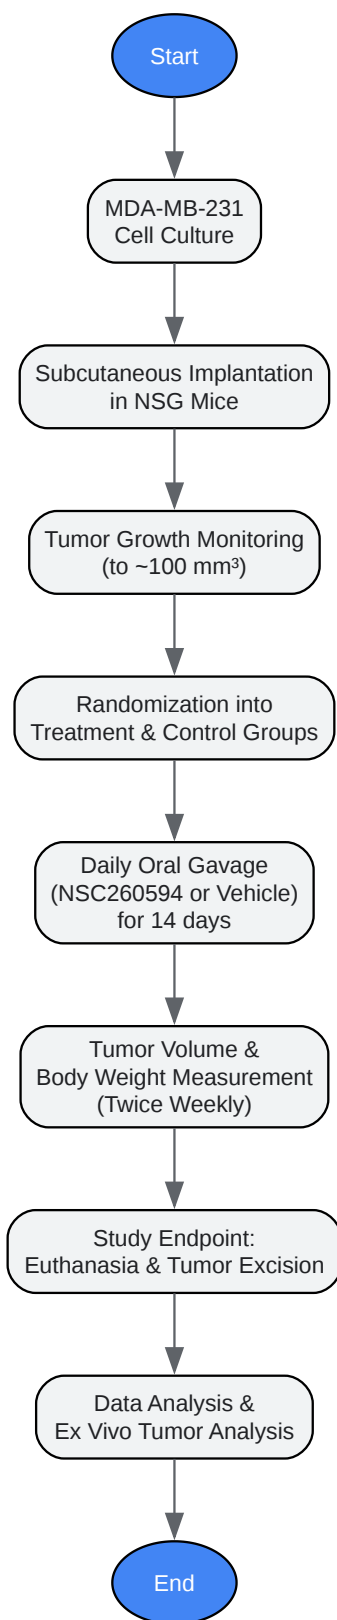 Start
MDA-MB-231
Cell Culture
Subcutaneous Implantation
in NSG Mice
Tumor Growth Monitoring
(to ~100 mm³)
Randomization into
Treatment & Control Groups
Daily Oral Gavage
(NSC260594 or Vehicle)
for 14 days
Tumor Volume &
Body Weight Measurement
(Twice Weekly)
Study Endpoint:
Euthanasia & Tumor Excision
Data Analysis &
Ex Vivo Tumor Analysis
End